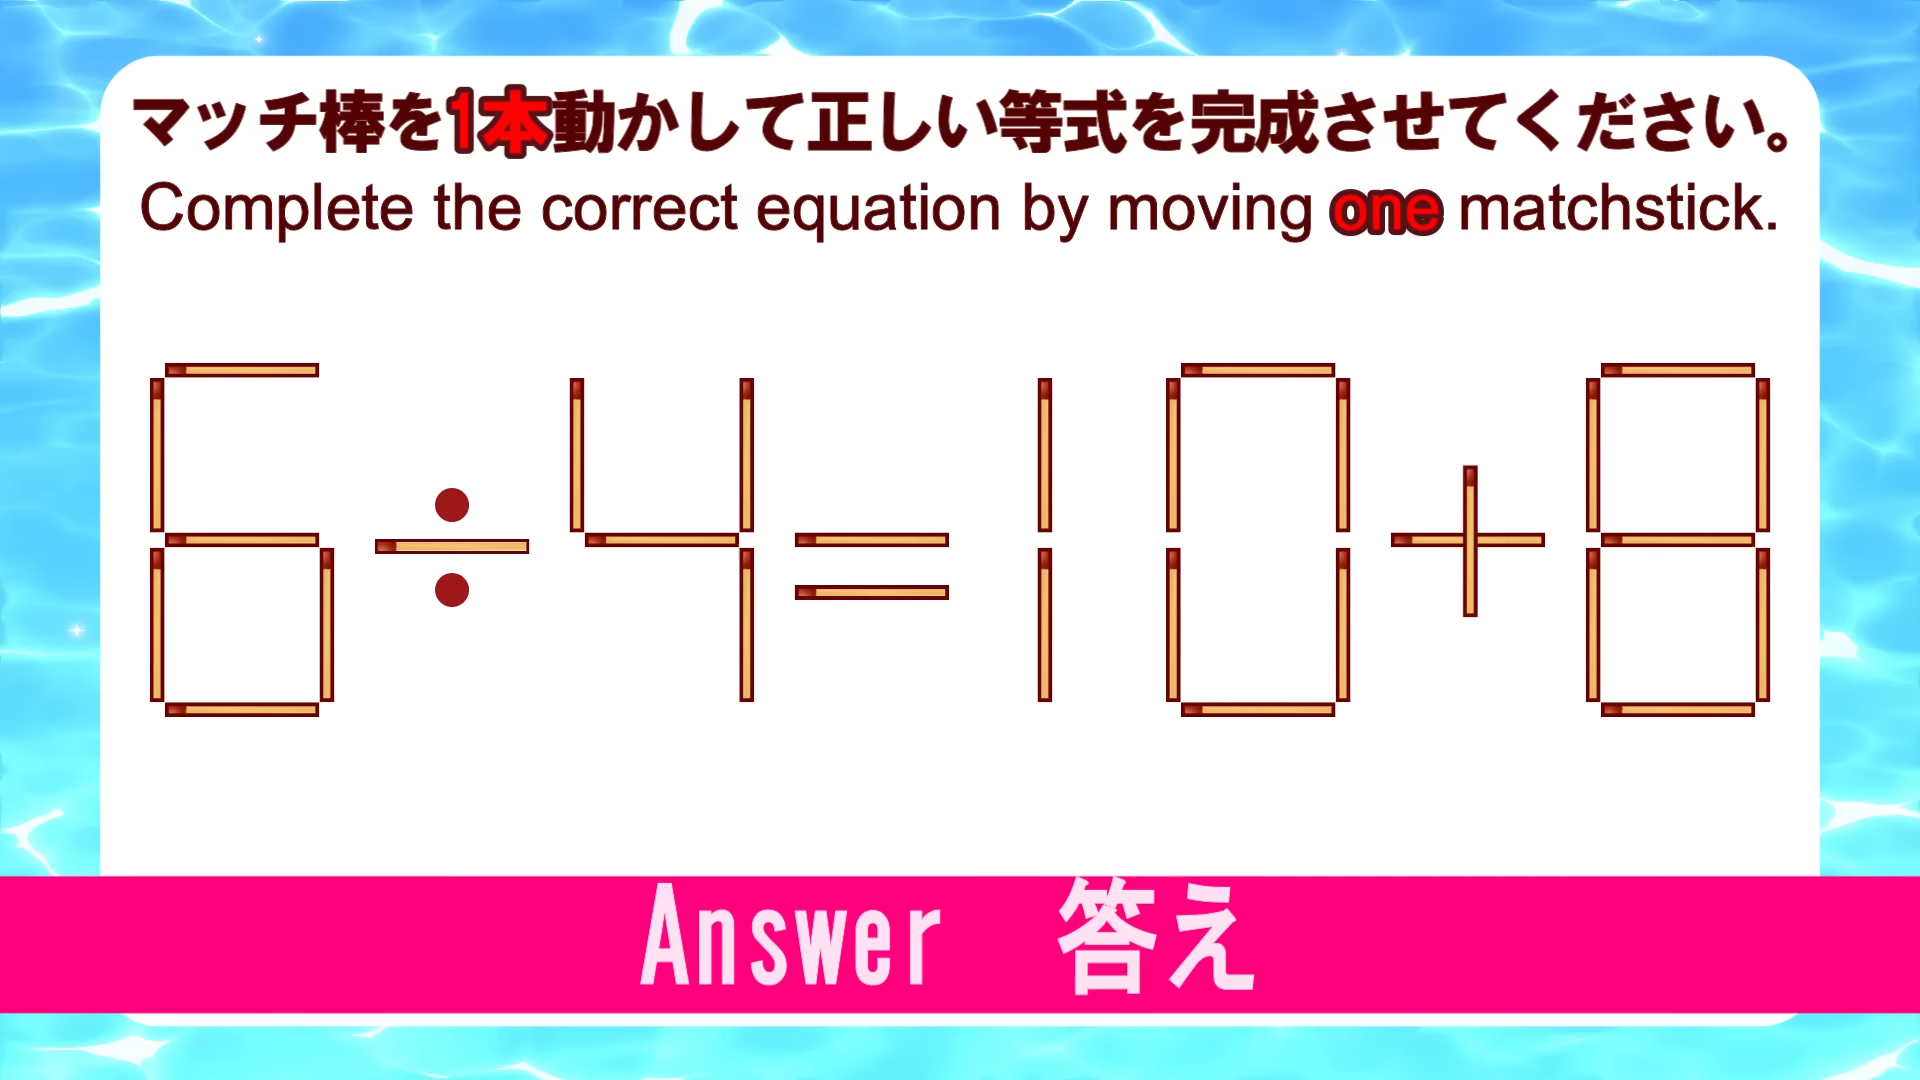 マッチ棒を1本動かして正しい等式を完成させてください。
Complete the correct equation by moving one matchstick.
6÷4=10+8
Answer 答え